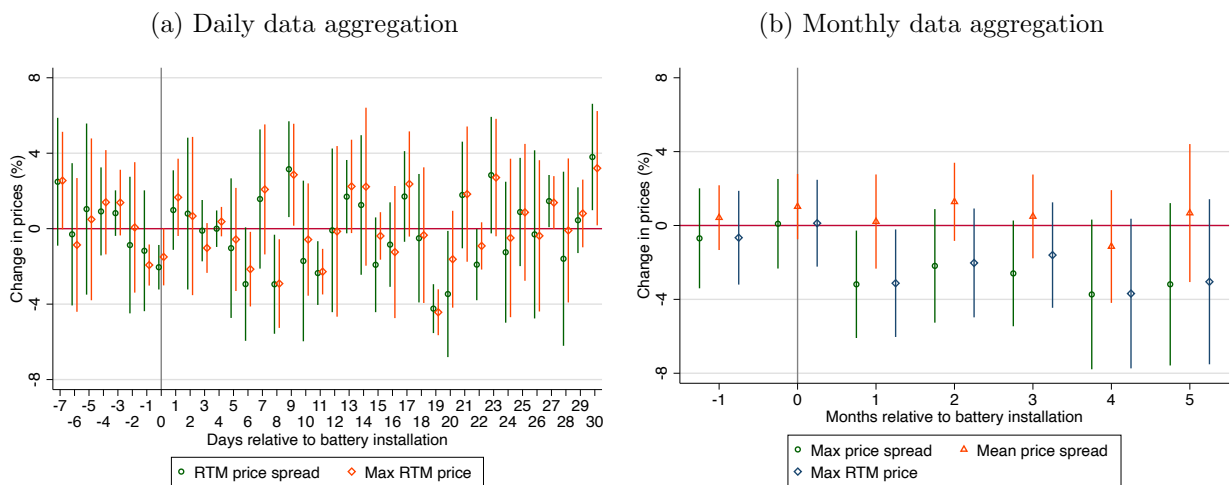 (a) Daily data aggregation
Change in prices (%)
8
4
0
-4
-8
-7 -5 -3 -1 1 3 5 7 9 11 13 15 17 19 21 23 25 27 29
-6 -4 -2 0 2 4 6 8 10 12 14 16 18 20 22 24 26 28 30
Days relative to battery installation
RTM price spread Max RTM price
(b) Monthly data aggregation
Change in prices (%)
8
4
0
-4
-8
-1 0 1 2 3 4 5
Months relative to battery installation
Max price spread Mean price spread
Max RTM price